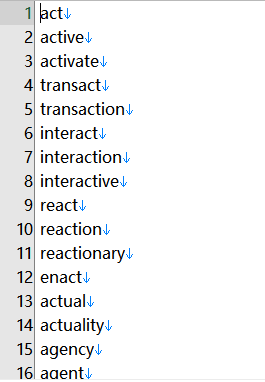 1 act↓
2 active↓
3 activate↓
4 transact↓
5 transaction↓
6 interact↓
7 interaction↓
8 interactive↓
9 react↓
10 reaction↓
11 reactionary↓
12 enact↓
13 actual↓
14 actuality↓
15 agency↓
16 agent↓